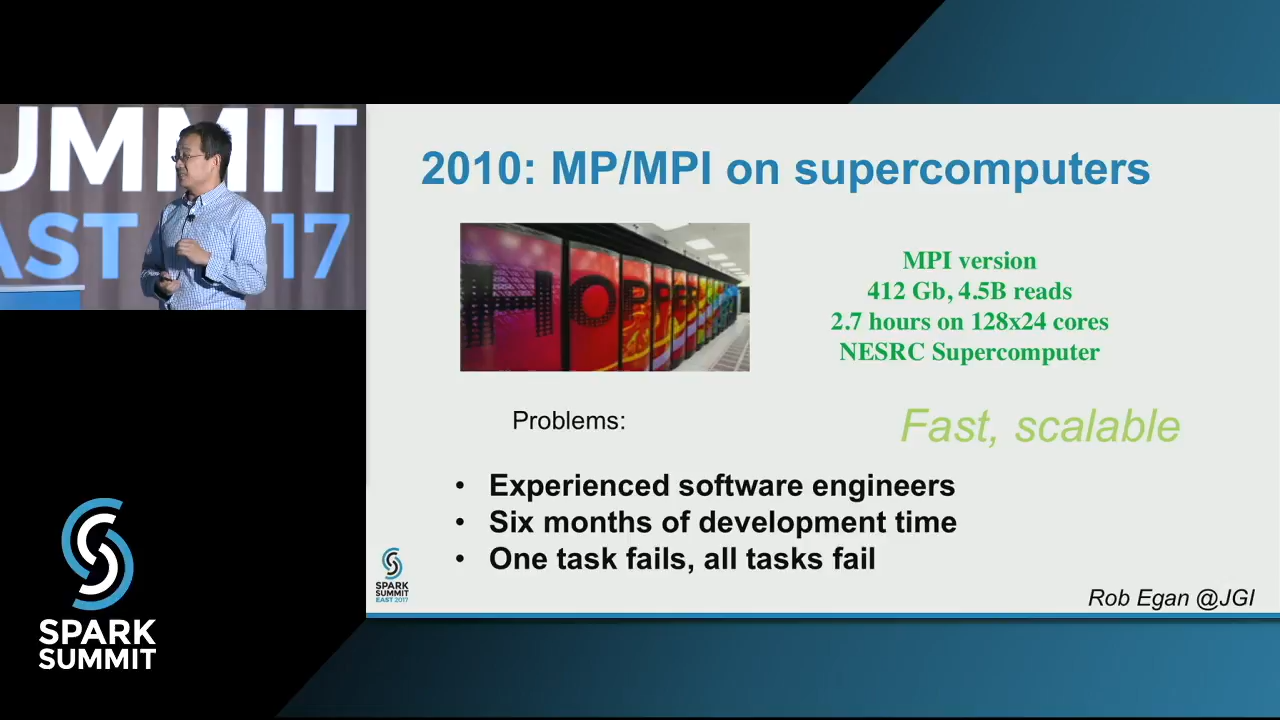 UMMIT
AST 2017
2010: MP/MPI on supercomputers
HOPPER
MPI version
412 Gb, 4.5B reads
2.7 hours on 128x24 cores
NESRC Supercomputer
Problems:
Fast, scalable
• Experienced software engineers
• Six months of development time
• One task fails, all tasks fail
SPARK
SUMMIT
EAST 2017
Rob Egan @JGI
SPARK
SUMMIT